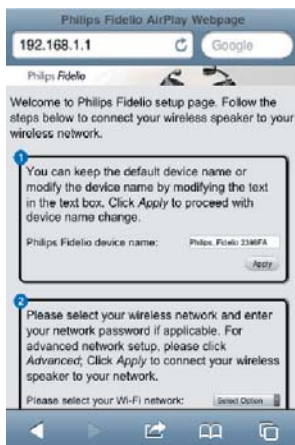 Philips Fidelio AirPlay Webpage
192.168.1.1
Google
Philips Fidelio
Welcome to Philips Fidelio setup page. Follow the
steps below to connect your wireless speaker to your
wireless network.
1
You can keep the default device name or
modify the device name by modifying the text
in the text box. Click Apply to proceed with
device name change.
Philips Fidelio device name:
Philips_Fidelio 2386FA
Apply
2
Please select your wireless network and enter
your network password if applicable. For
advanced network setup, please click
Advanced; Click Apply to connect your wireless
speaker to your network.
Please select your Wi-Fi network:
Select Option